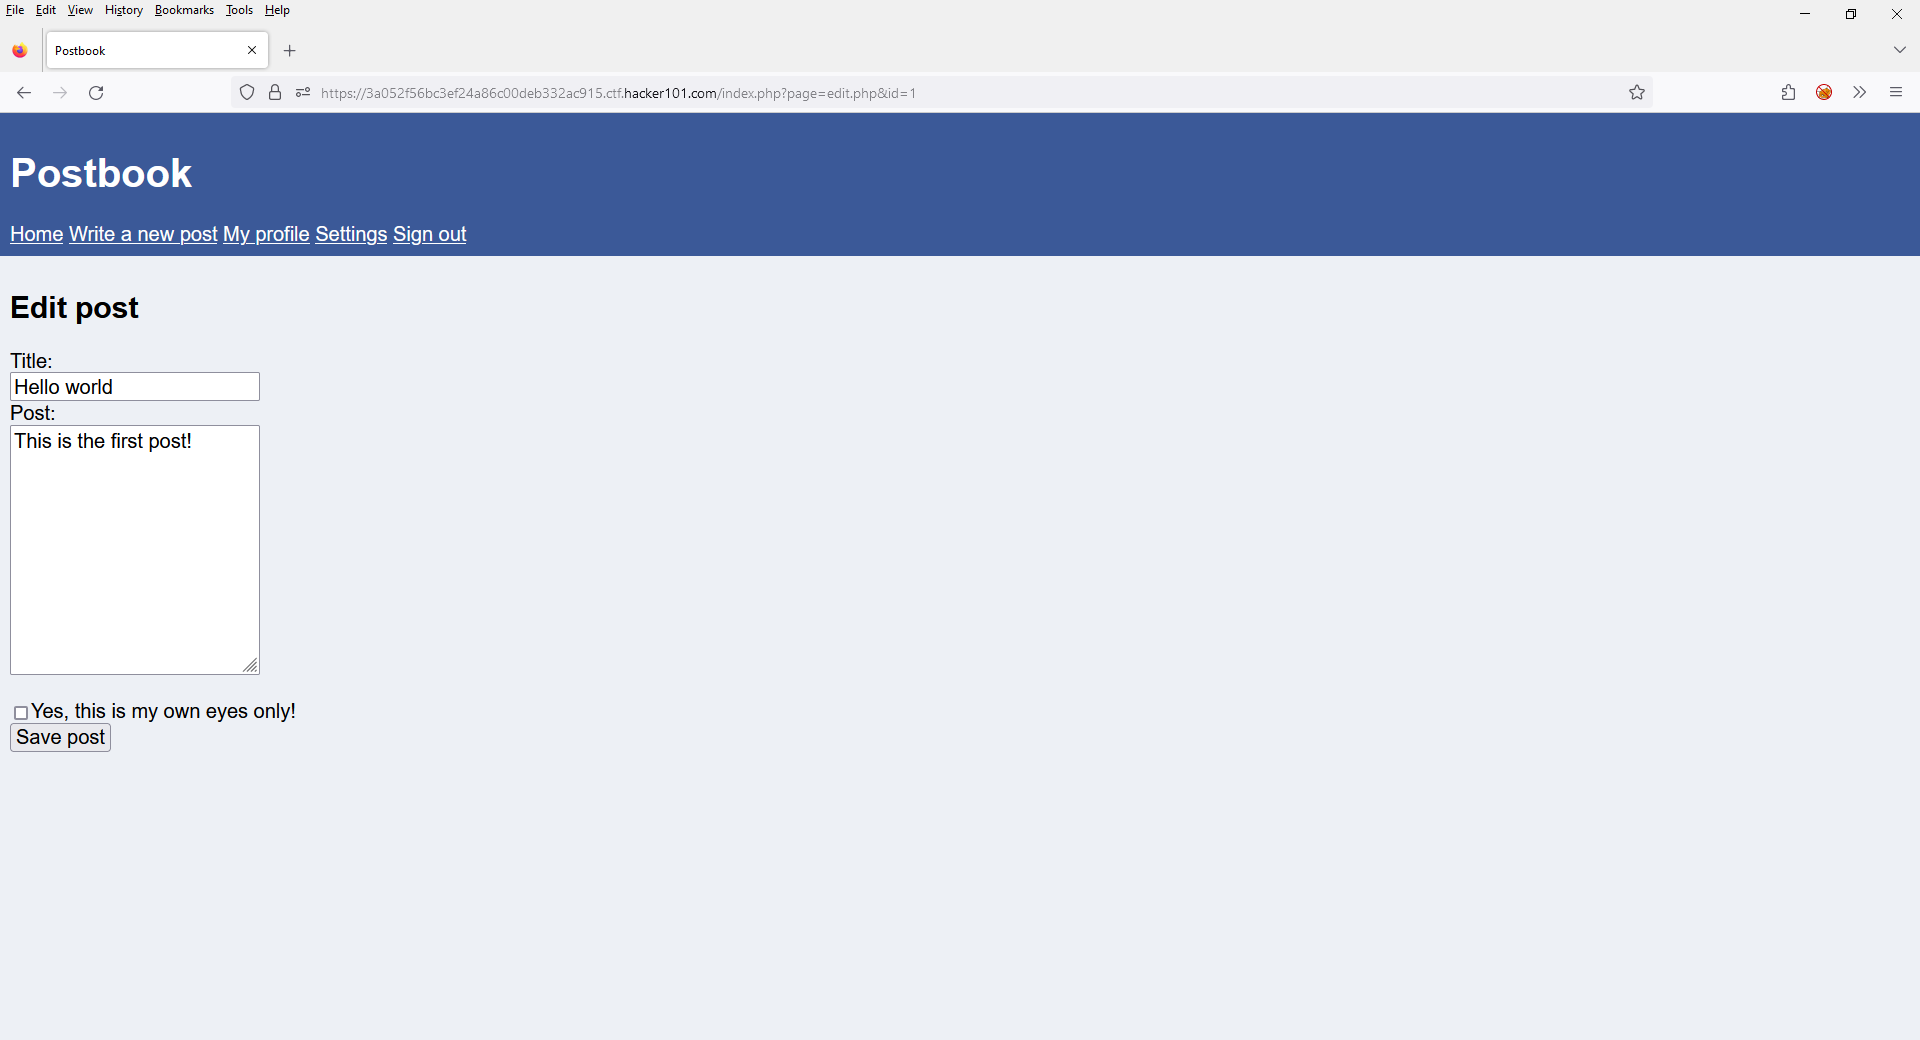 File Edit View History Bookmarks Tools Help
Postbook
https://3a052f56bc3ef24a86c00deb332ac915.ctf.hacker101.com/index.php?page=edit.php&id=1
Postbook
Home Write a new post My profile Settings Sign out
Edit post
Title:
Hello world
Post:
This is the first post!
Yes, this is my own eyes only!
Save post